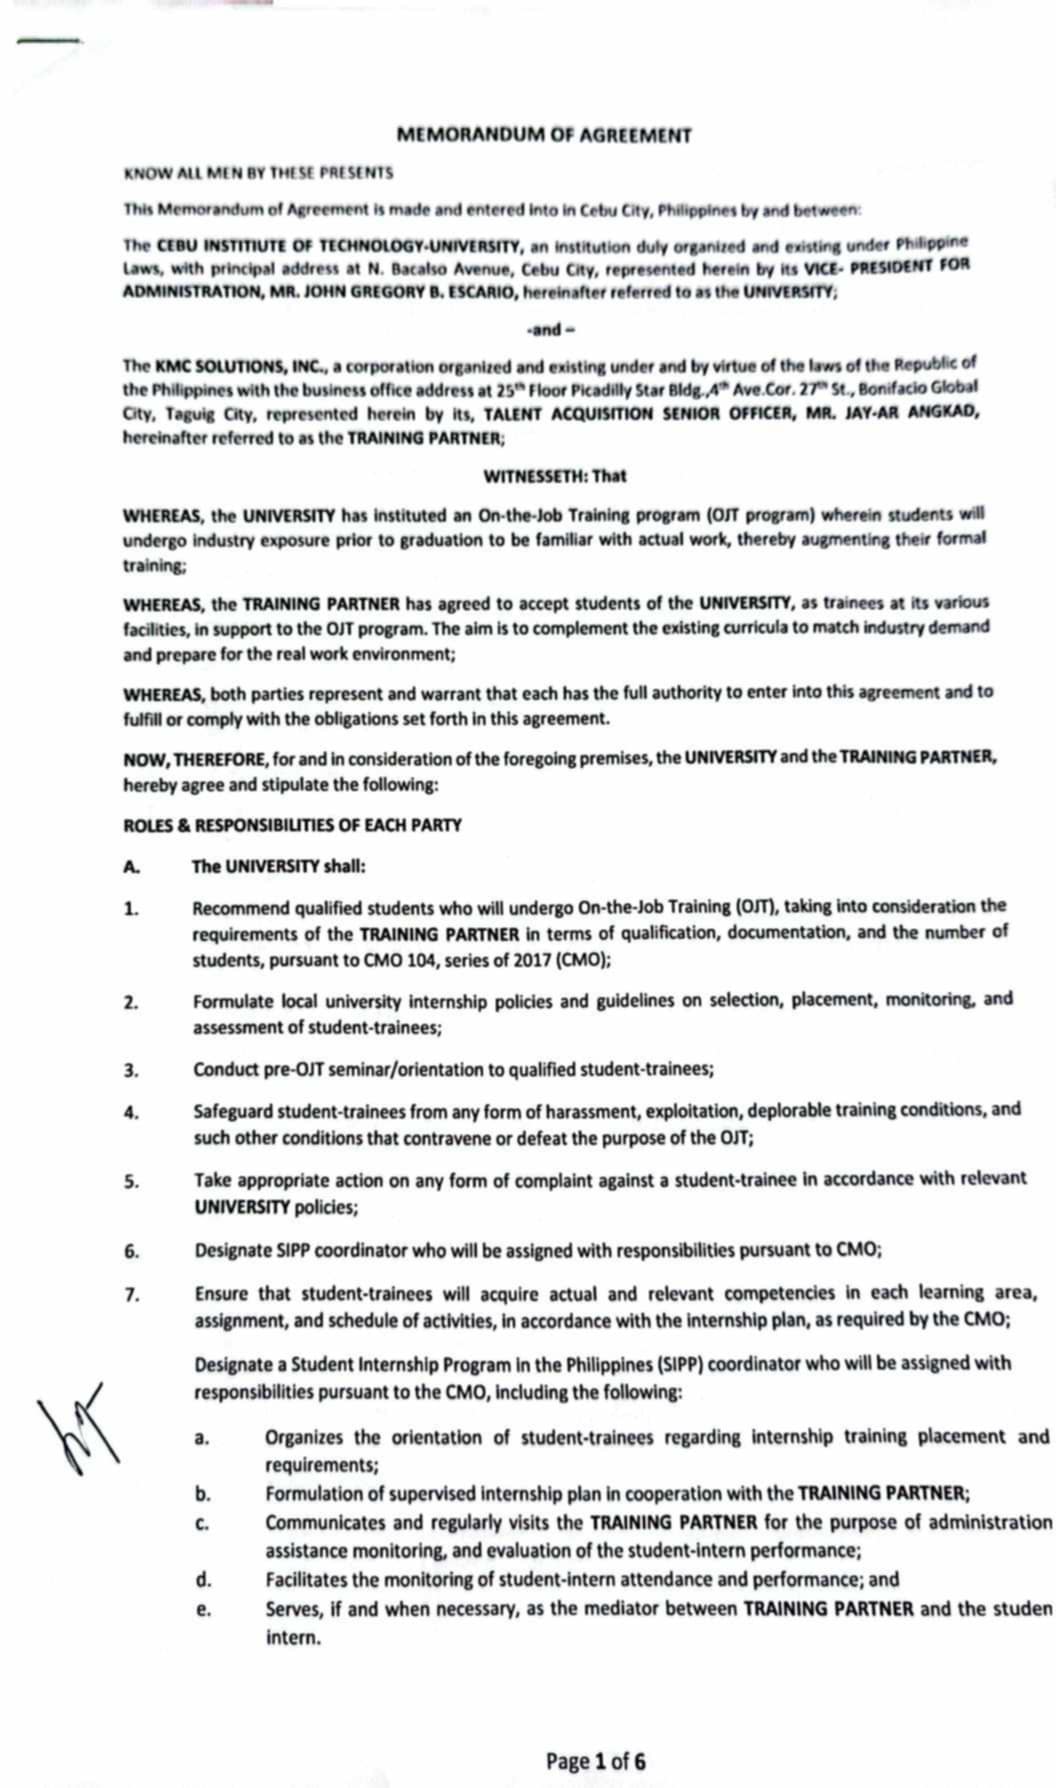 MEMORANDUM OF AGREEMENT
KNOW ALL MEN BY THESE PRESENTS
This Memorandum of Agreement is made and entered into in Cebu City, Philippines by and between:
The CEBU INSTITIUTE OF TECHNOLOGY-UNIVERSITY, an institution duly organized and existing under Philippine
Laws, with principal address at N. Bacalso Avenue, Cebu City, represented herein by its VICE- PRESIDENT FOR
ADMINISTRATION, MR. JOHN GREGORY B. ESCARIO, hereinafter referred to as the UNIVERSITY;
-and –
The KMC SOLUTIONS, INC., a corporation organized and existing under and by virtue of the laws of the Republic of
the Philippines with the business office address at 25th Floor Picadilly Star Bldg.,4th Ave.Cor. 27th St., Bonifacio Global
City, Taguig City, represented herein by its, TALENT ACQUISITION SENIOR OFFICER, MR. JAY-AR ANGKAD,
hereinafter referred to as the TRAINING PARTNER;
WITNESSETH: That
WHEREAS, the UNIVERSITY has instituted an On-the-Job Training program (OJT program) wherein students will
undergo industry exposure prior to graduation to be familiar with actual work, thereby augmenting their formal
training;
WHEREAS, the TRAINING PARTNER has agreed to accept students of the UNIVERSITY, as trainees at its various
facilities, in support to the OJT program. The aim is to complement the existing curricula to match industry demand
and prepare for the real work environment;
WHEREAS, both parties represent and warrant that each has the full authority to enter into this agreement and to
fulfill or comply with the obligations set forth in this agreement.
NOW, THEREFORE, for and in consideration of the foregoing premises, the UNIVERSITY and the TRAINING PARTNER,
hereby agree and stipulate the following:
ROLES & RESPONSIBILITIES OF EACH PARTY
A. The UNIVERSITY shall:
1. Recommend qualified students who will undergo On-the-Job Training (OJT), taking into consideration the
requirements of the TRAINING PARTNER in terms of qualification, documentation, and the number of
students, pursuant to CMO 104, series of 2017 (CMO);
2. Formulate local university internship policies and guidelines on selection, placement, monitoring, and
assessment of student-trainees;
3. Conduct pre-OJT seminar/orientation to qualified student-trainees;
4. Safeguard student-trainees from any form of harassment, exploitation, deplorable training conditions, and
such other conditions that contravene or defeat the purpose of the OJT;
5. Take appropriate action on any form of complaint against a student-trainee in accordance with relevant
UNIVERSITY policies;
6. Designate SIPP coordinator who will be assigned with responsibilities pursuant to CMO;
7. Ensure that student-trainees will acquire actual and relevant competencies in each learning area,
assignment, and schedule of activities, in accordance with the internship plan, as required by the CMO;
Designate a Student Internship Program in the Philippines (SIPP) coordinator who will be assigned with
responsibilities pursuant to the CMO, including the following:
a. Organizes the orientation of student-trainees regarding internship training placement and
requirements;
b. Formulation of supervised internship plan in cooperation with the TRAINING PARTNER;
c. Communicates and regularly visits the TRAINING PARTNER for the purpose of administration
assistance monitoring, and evaluation of the student-intern performance;
d. Facilitates the monitoring of student-intern attendance and performance; and
e. Serves, if and when necessary, as the mediator between TRAINING PARTNER and the studen
intern.
Page 1 of 6